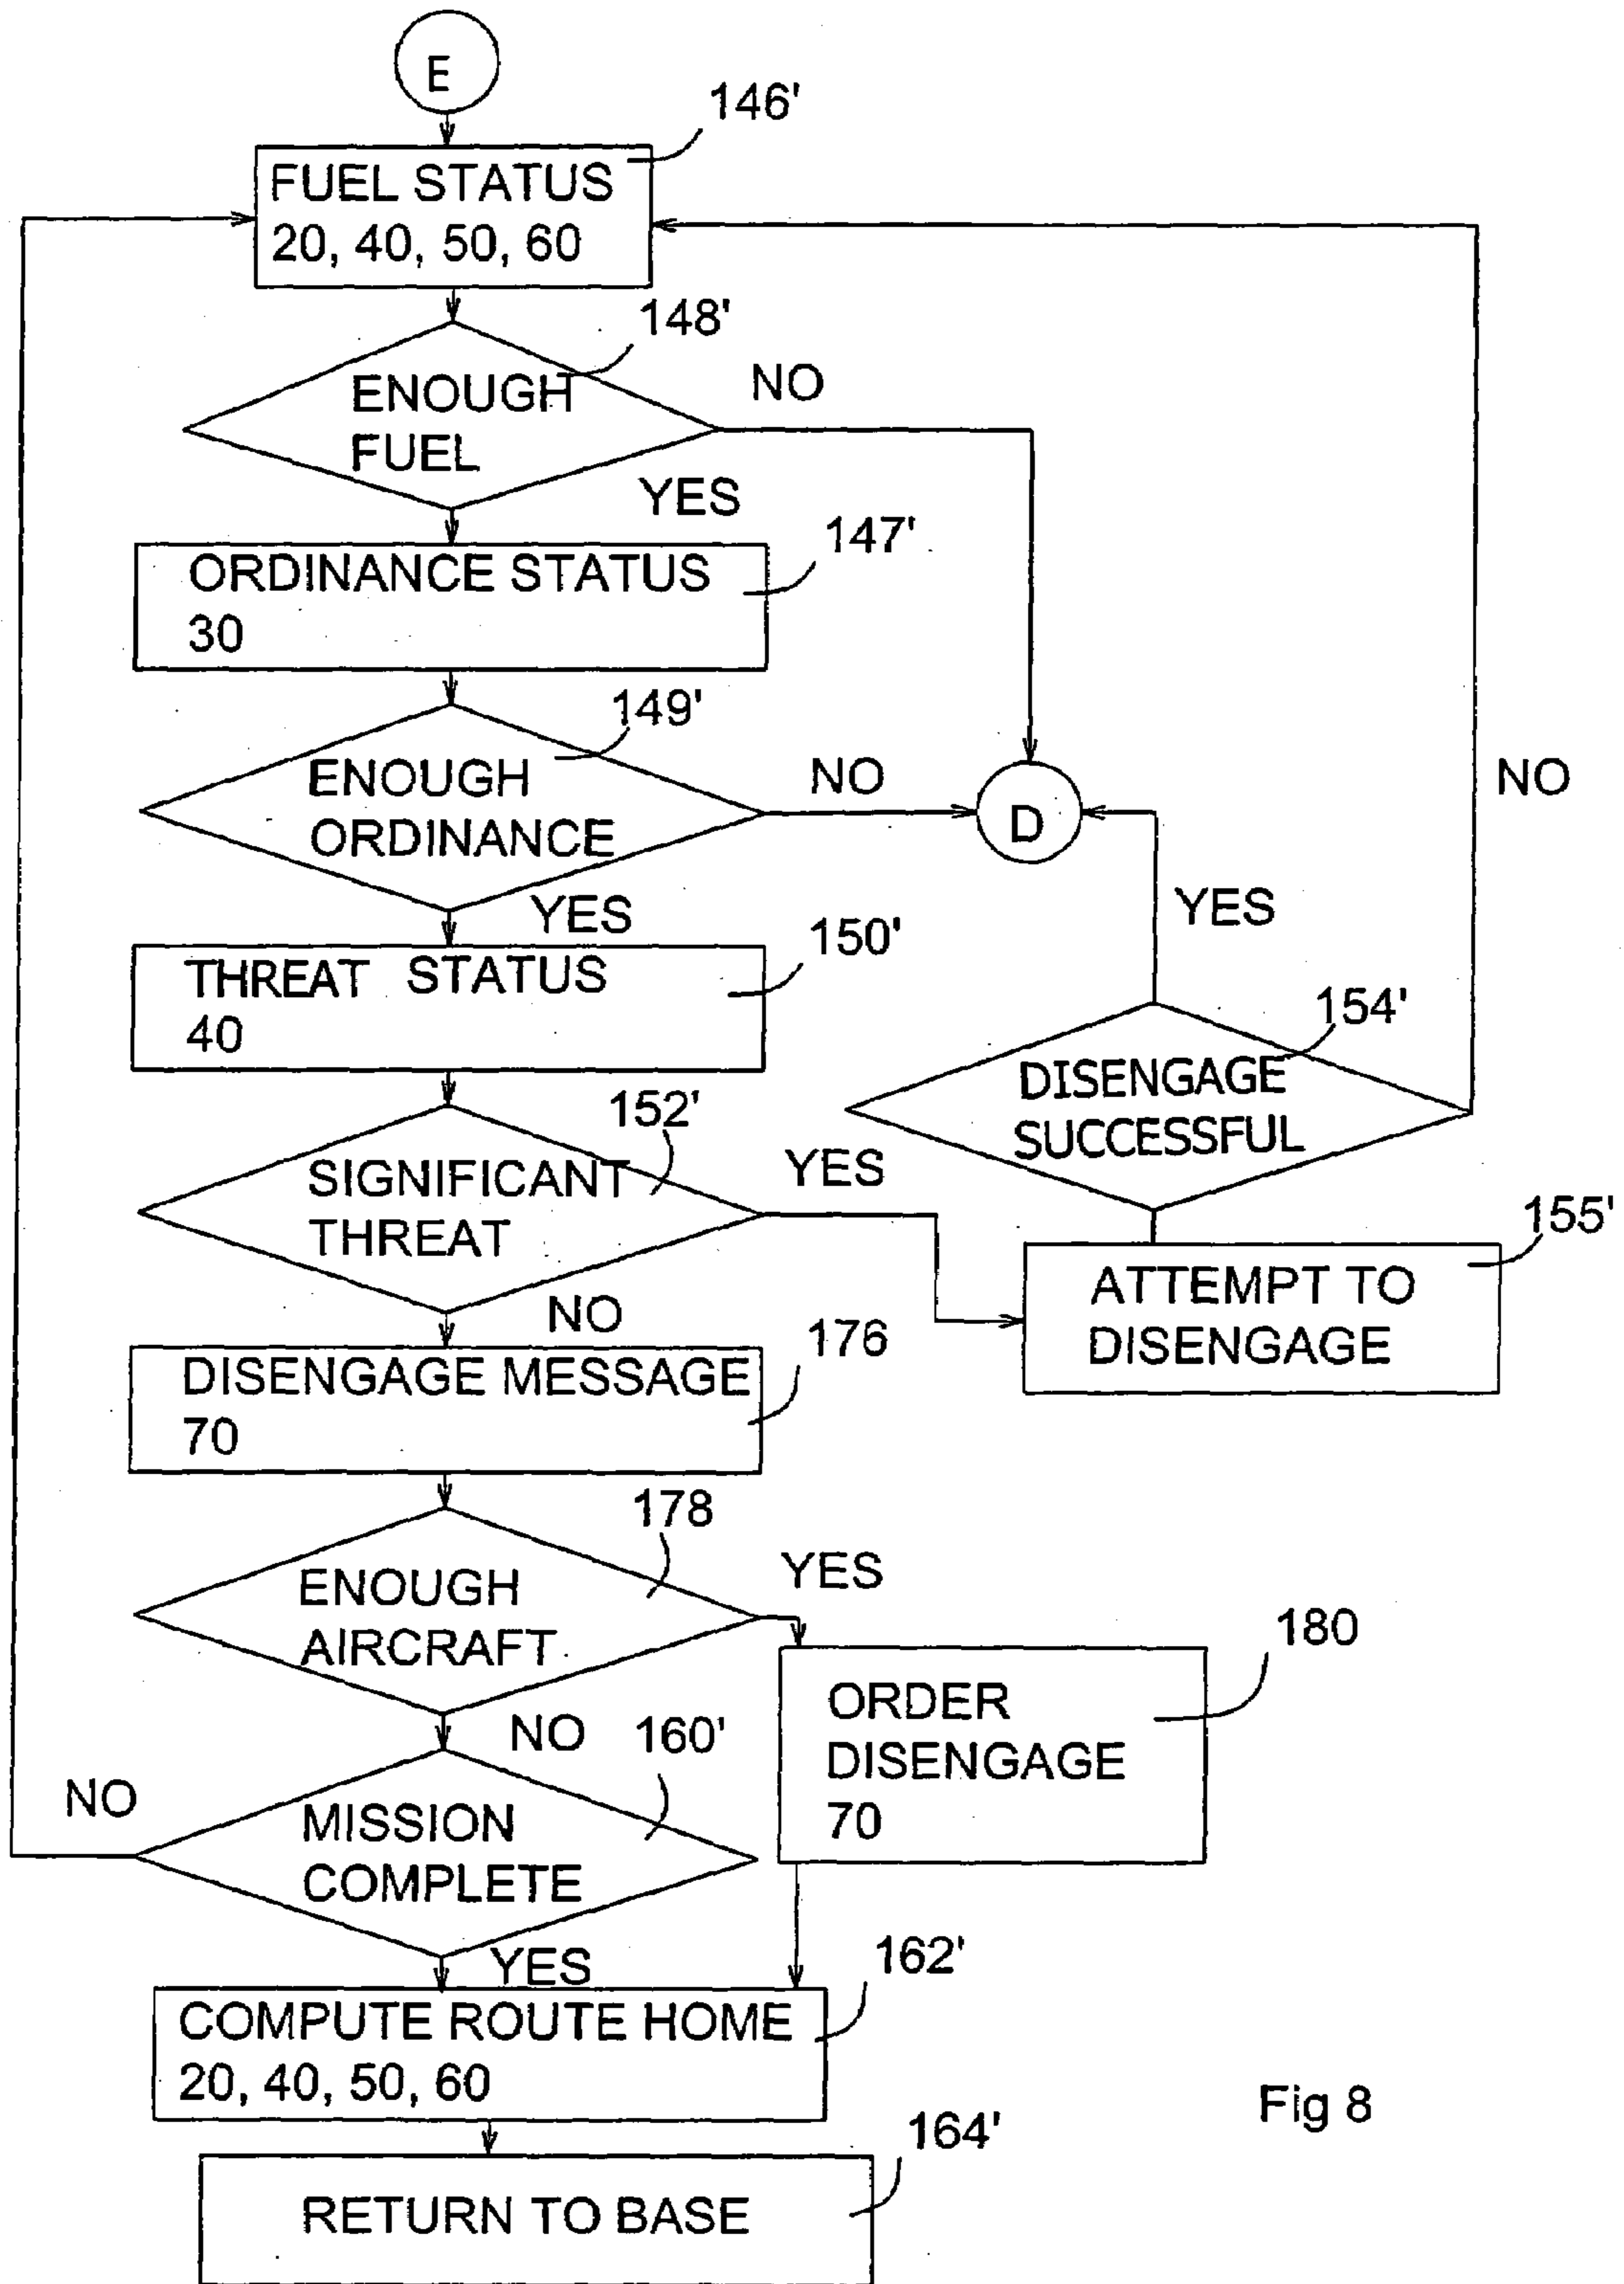 E
146'
FUEL STATUS
20, 40, 50, 60
148'
ENOUGH
FUEL
NO
YES
147'
ORDINANCE STATUS
30
149'
ENOUGH
ORDINANCE
NO
D
NO
YES
YES
150'
THREAT STATUS
40
154'
DISENGAGE
SUCCESSFUL
152'
SIGNIFICANT
THREAT
YES
155'
ATTEMPT TO
DISENGAGE
NO
176
DISENGAGE MESSAGE
70
178
ENOUGH
AIRCRAFT
YES
180
ORDER
DISENGAGE
70
NO
160'
NO
MISSION
COMPLETE
YES
162'
COMPUTE ROUTE HOME
20, 40, 50, 60
Fig 8
164'
RETURN TO BASE